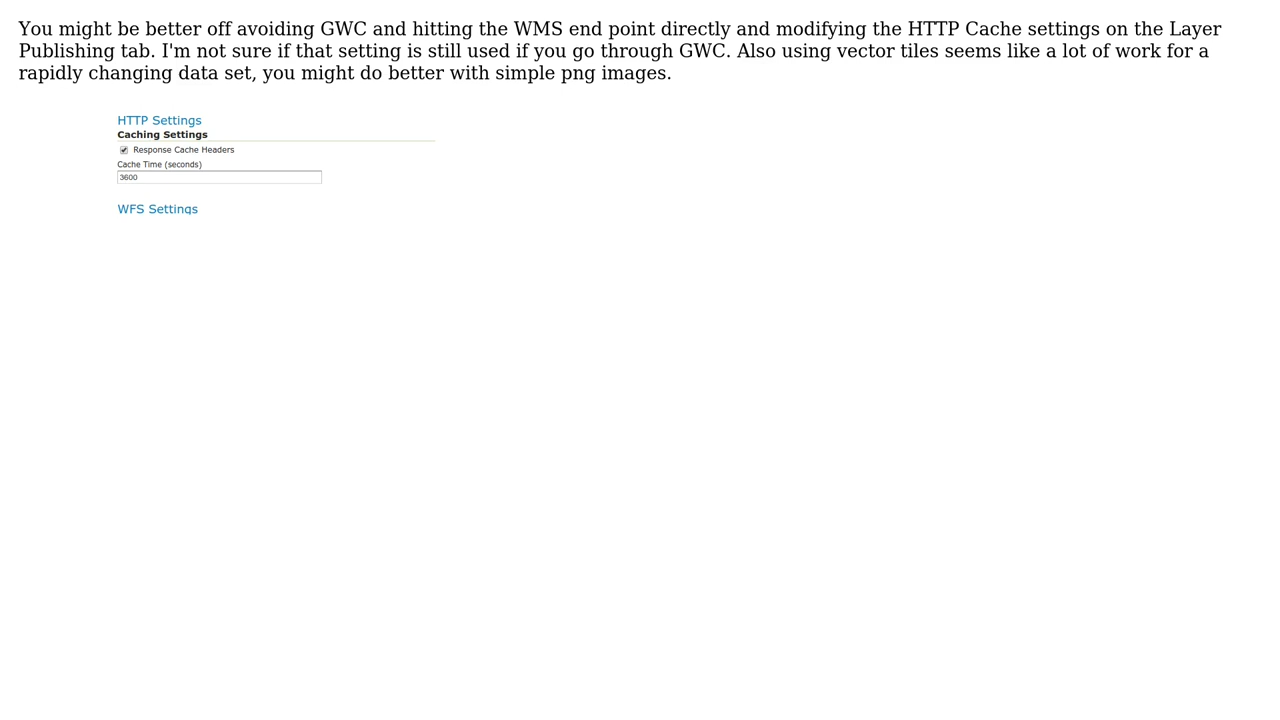 You might be better off avoiding GWC and hitting the WMS end point directly and modifying the HTTP Cache settings on the Layer
Publishing tab. I'm not sure if that setting is still used if you go through GWC. Also using vector tiles seems like a lot of work for a
rapidly changing data set, you might do better with simple png images.
HTTP Settings
Caching Settings
Response Cache Headers
Cache Time (seconds)
3600
WFS Settings